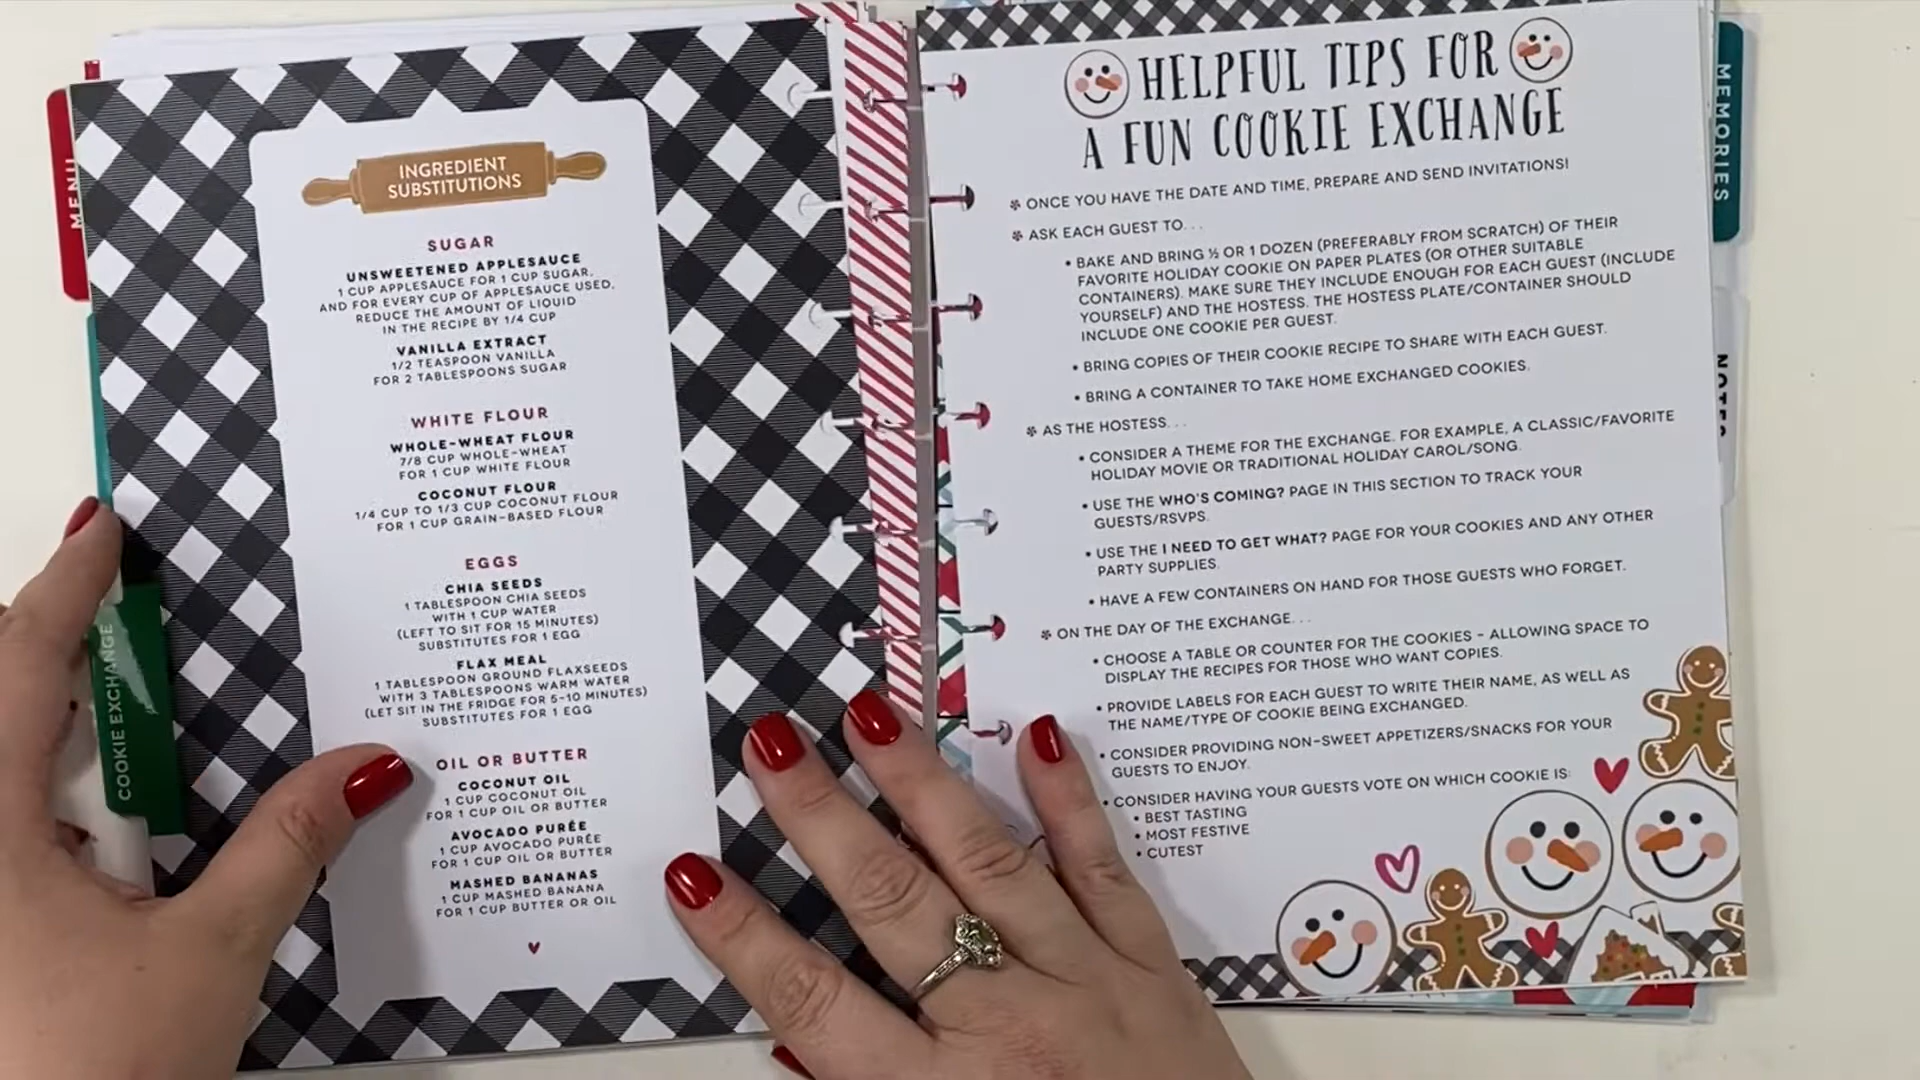 MENU
INGREDIENT
SUBSTITUTIONS
SUGAR
UNSWEETENED APPLESAUCE
1 CUP APPLESAUCE FOR 1 CUP SUGAR,
AND FOR EVERY CUP OF APPLESAUCE USED,
REDUCE THE AMOUNT OF LIQUID
IN THE RECIPE BY 1/4 CUP
VANILLA EXTRACT
1/2 TEASPOON VANILLA
FOR 2 TABLESPOONS SUGAR
WHITE FLOUR
WHOLE-WHEAT FLOUR
7/8 CUP WHOLE-WHEAT
FOR 1 CUP WHITE FLOUR
COCONUT FLOUR
1/4 CUP TO 1/3 CUP COCONUT FLOUR
FOR 1 CUP GRAIN-BASED FLOUR
EGGS
CHIA SEEDS
1 TABLESPOON CHIA SEEDS
WITH 1 CUP WATER
(LEFT TO SIT FOR 15 MINUTES)
SUBSTITUTES FOR 1 EGG
FLAX MEAL
1 TABLESPOON GROUND FLAXSEEDS
WITH 3 TABLESPOONS WARM WATER
(LET SIT IN THE FRIDGE FOR 5-10 MINUTES)
SUBSTITUTES FOR 1 EGG
OIL OR BUTTER
COCONUT OIL
1 CUP COCONUT OIL
FOR 1 CUP OIL OR BUTTER
AVOCADO PURÉE
1 CUP AVOCADO PURÉE
FOR 1 CUP OIL OR BUTTER
MASHED BANANAS
1 CUP MASHED BANANA
FOR 1 CUP BUTTER OR OIL
COOKIE EXCHANGE
HELPFUL TIPS FOR
A FUN COOKIE EXCHANGE
ONCE YOU HAVE THE DATE AND TIME, PREPARE AND SEND INVITATIONS!
ASK EACH GUEST TO. . .
• BAKE AND BRING ½ OR 1 DOZEN (PREFERABLY FROM SCRATCH) OF THEIR
FAVORITE HOLIDAY COOKIE ON PAPER PLATES (OR OTHER SUITABLE
CONTAINERS). MAKE SURE THEY INCLUDE ENOUGH FOR EACH GUEST (INCLUDE
YOURSELF) AND THE HOSTESS. THE HOSTESS PLATE/CONTAINER SHOULD
INCLUDE ONE COOKIE PER GUEST.
• BRING COPIES OF THEIR COOKIE RECIPE TO SHARE WITH EACH GUEST.
• BRING A CONTAINER TO TAKE HOME EXCHANGED COOKIES.
AS THE HOSTESS. . .
• CONSIDER A THEME FOR THE EXCHANGE. FOR EXAMPLE, A CLASSIC/FAVORITE
HOLIDAY MOVIE OR TRADITIONAL HOLIDAY CAROL/SONG.
• USE THE WHO'S COMING? PAGE IN THIS SECTION TO TRACK YOUR
GUESTS/RSVPS.
• USE THE I NEED TO GET WHAT? PAGE FOR YOUR COOKIES AND ANY OTHER
PARTY SUPPLIES.
• HAVE A FEW CONTAINERS ON HAND FOR THOSE GUESTS WHO FORGET.
ON THE DAY OF THE EXCHANGE. . .
• CHOOSE A TABLE OR COUNTER FOR THE COOKIES - ALLOWING SPACE TO
DISPLAY THE RECIPES FOR THOSE WHO WANT COPIES.
• PROVIDE LABELS FOR EACH GUEST TO WRITE THEIR NAME, AS WELL AS
THE NAME/TYPE OF COOKIE BEING EXCHANGED.
• CONSIDER PROVIDING NON-SWEET APPETIZERS/SNACKS FOR YOUR
GUESTS TO ENJOY.
• CONSIDER HAVING YOUR GUESTS VOTE ON WHICH COOKIE IS:
• BEST TASTING
• MOST FESTIVE
• CUTEST
MEMORIES
NOTES